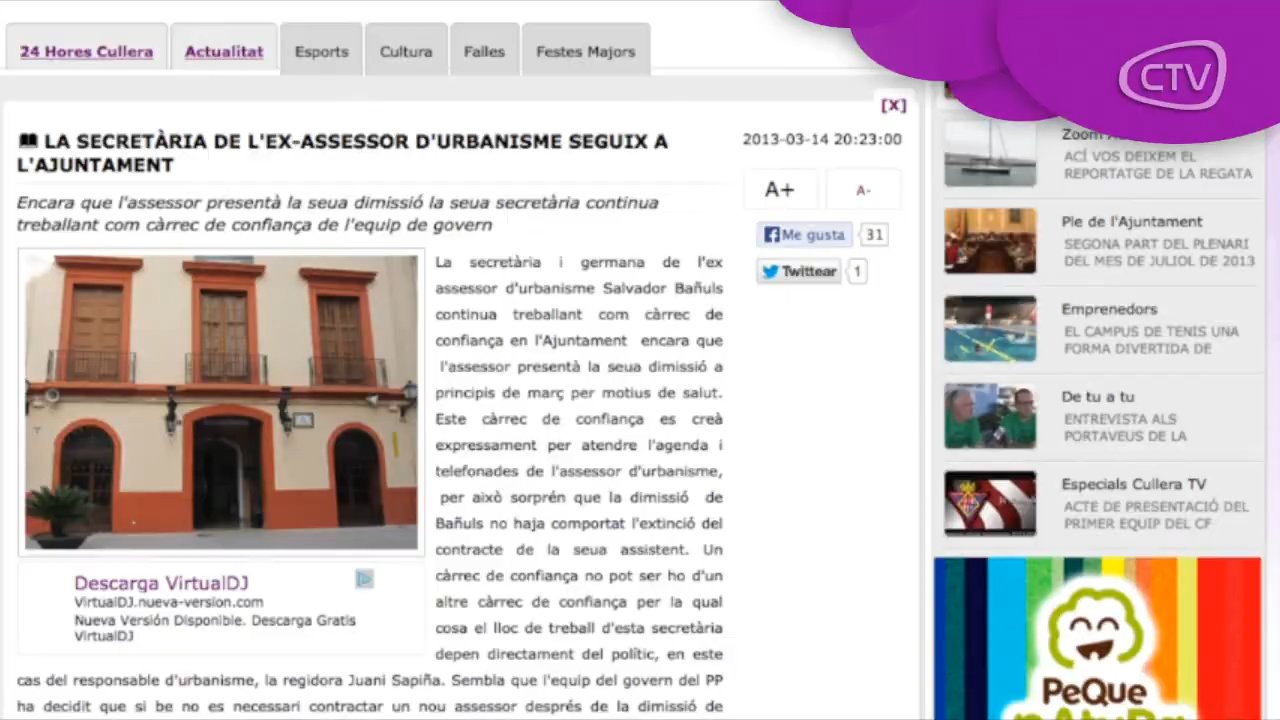 24 Hores Cullera
Actualitat
Esports
Cultura
Falles
Festes Majors
CTV
[X]
LA SECRETÀRIA DE L'EX-ASSESSOR D'URBANISME SEGUIX A
L'AJUNTAMENT
2013-03-14 20:23:00
Encara que l'assessor presentà la seua dimissió la seua secretària continua
treballant com càrrec de confiança de l'equip de govern
A+
A-
Me gusta
31
Twittear
1
La secretària i germana de l'ex
assessor d'urbanisme Salvador Bañuls
continua treballant com càrrec de
confiança en l'Ajuntament encara que
l'assessor presentà la seua dimissió a
principis de març per motius de salut.
Este càrrec de confiança es creà
expressament per atendre l'agenda i
telefonades de l'assessor d'urbanisme,
per això sorprén que la dimissió de
Bañuls no haja comportat l'extinció del
contracte de la seua assistent. Un
càrrec de confiança no pot ser ho d'un
altre càrrec de confiança per la qual
cosa el lloc de treball d'esta secretària
depen directament del polític, en este
cas del responsable d'urbanisme, la regidora Juani Sapiña. Sembla que l'equip del govern del PP
ha decidit que si be no es necessari contractar un nou assessor després de la dimissió de
Descarga VirtualDJ
VirtualDJ.nueva-version.com
Nueva Versión Disponible. Descarga Gratis
VirtualDJ
Zoom
ACÍ VOS DEIXEM EL
REPORTATGE DE LA REGATA
Ple de l'Ajuntament
SEGONA PART DEL PLENARI
DEL MES DE JULIOL DE 2013
Emprenedors
EL CAMPUS DE TENIS UNA
FORMA DIVERTIDA DE
De tu a tu
ENTREVISTA ALS
PORTAVEUS DE LA
Especials Cullera TV
ACTE DE PRESENTACIÓ DEL
PRIMER EQUIP DEL CF
PeQue